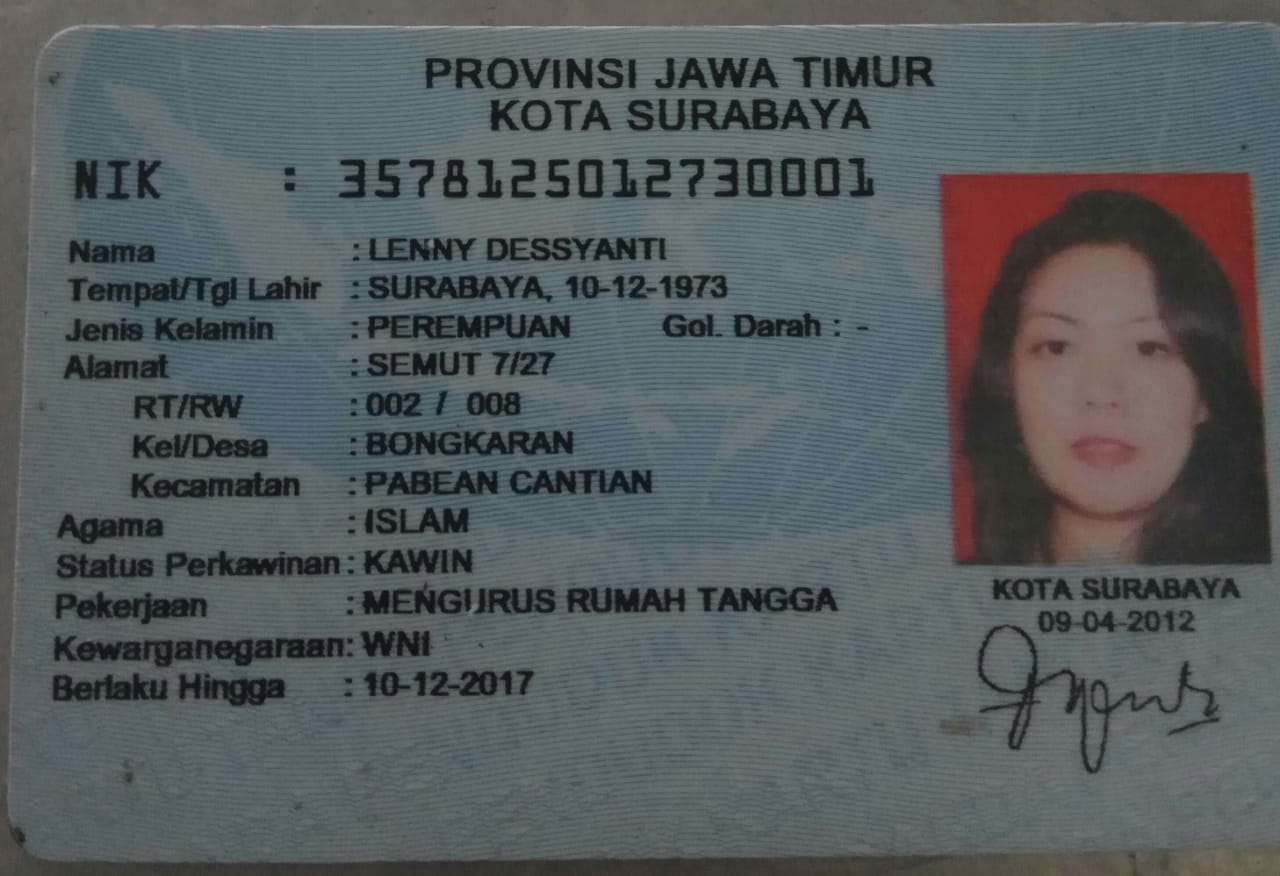 PROVINSI JAWA TIMUR
KOTA SURABAYA
NIK : 3578125012730001
Nama : LENNY DESSYANTI
Tempat/Tgl Lahir : SURABAYA, 10-12-1973
Jenis Kelamin : PEREMPUAN Gol. Darah : -
Alamat : SEMUT 7/27
RT/RW : 002 / 008
Kel/Desa : BONGKARAN
Kecamatan : PABEAN CANTIAN
Agama : ISLAM
Status Perkawinan : KAWIN
Pekerjaan : MENGURUS RUMAH TANGGA
Kewarganegaraan : WNI
Berlaku Hingga : 10-12-2017
KOTA SURABAYA
09-04-2012